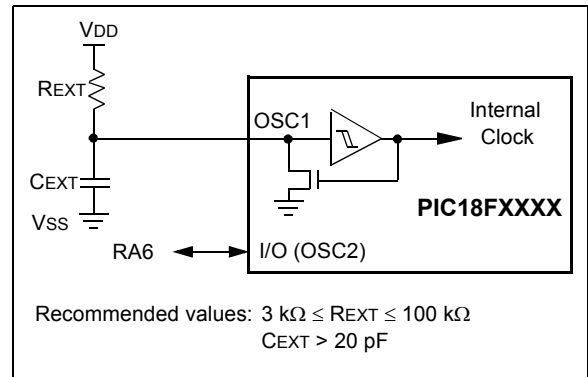 VDD
REXT
OSC1
Internal
Clock
CEXT
PIC18FXXXX
VSS
RA6
I/O (OSC2)
Recommended values: 3 kΩ ≤ REXT ≤ 100 kΩ
CEXT > 20 pF